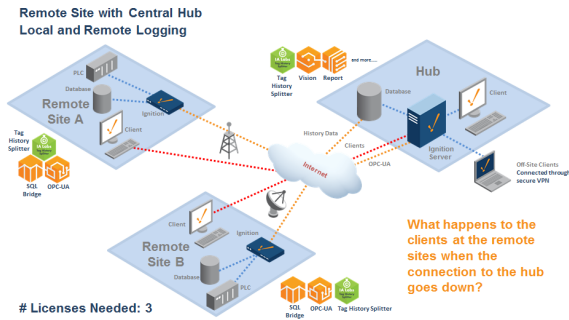 Remote Site with Central Hub
Local and Remote Logging
Tag
History
Splitter
Vision
Report
and more....
Hub
Database
Client
Ignition
Server
Off-Site Clients
Connected through
secure VPN
PLC
Database
Remote
Site A
Ignition
Client
Tag
History
Splitter
SQL
Bridge
OPC-UA
History Data
Clients
OPC-UA
Internet
Client
Ignition
Remote
Site B
Database
PLC
SQL
Bridge
OPC-UA
Tag History Splitter
What happens to the
clients at the remote
sites when the
connection to the hub
goes down?
# Licenses Needed: 3